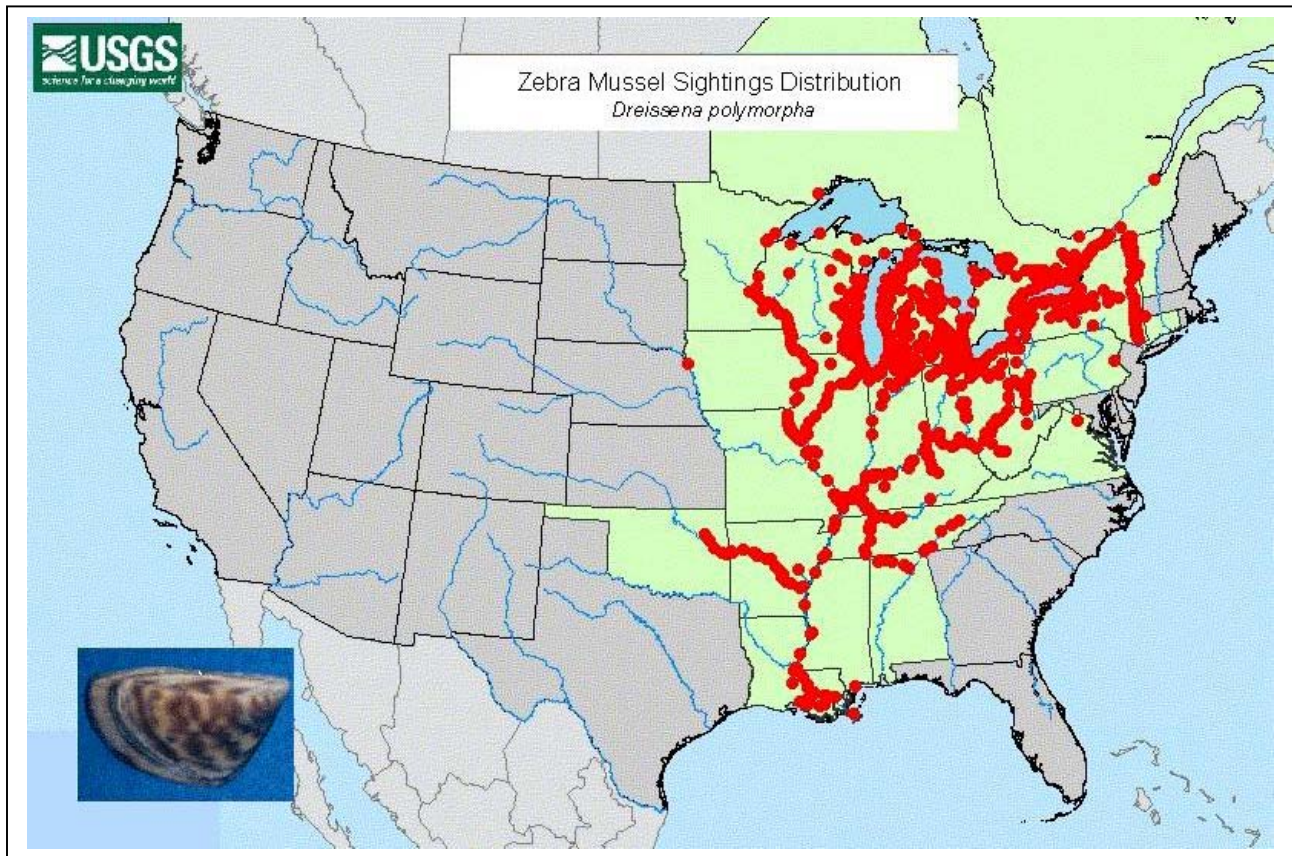 USGS
science for a changing world
Zebra Mussel Sightings Distribution
Dreissena polymorpha